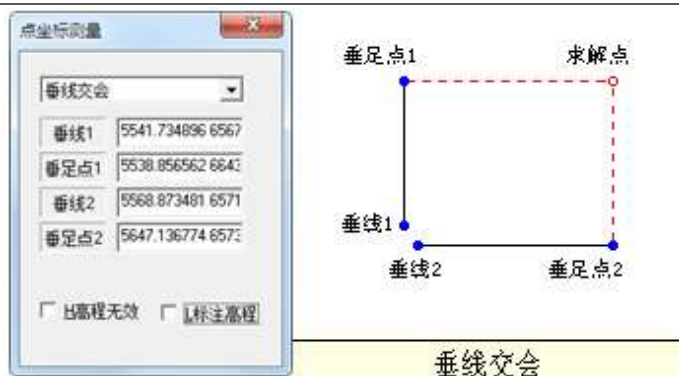 点坐标测量
垂线交会
垂线1 5541.734896 6567
垂足点1 5538.856562 6643
垂线2 5568.873481 6571
垂足点2 5647.136774 6573
H高程无效 L标注高程
垂足点1 求解点
垂线1
垂线2 垂足点2
垂线交会